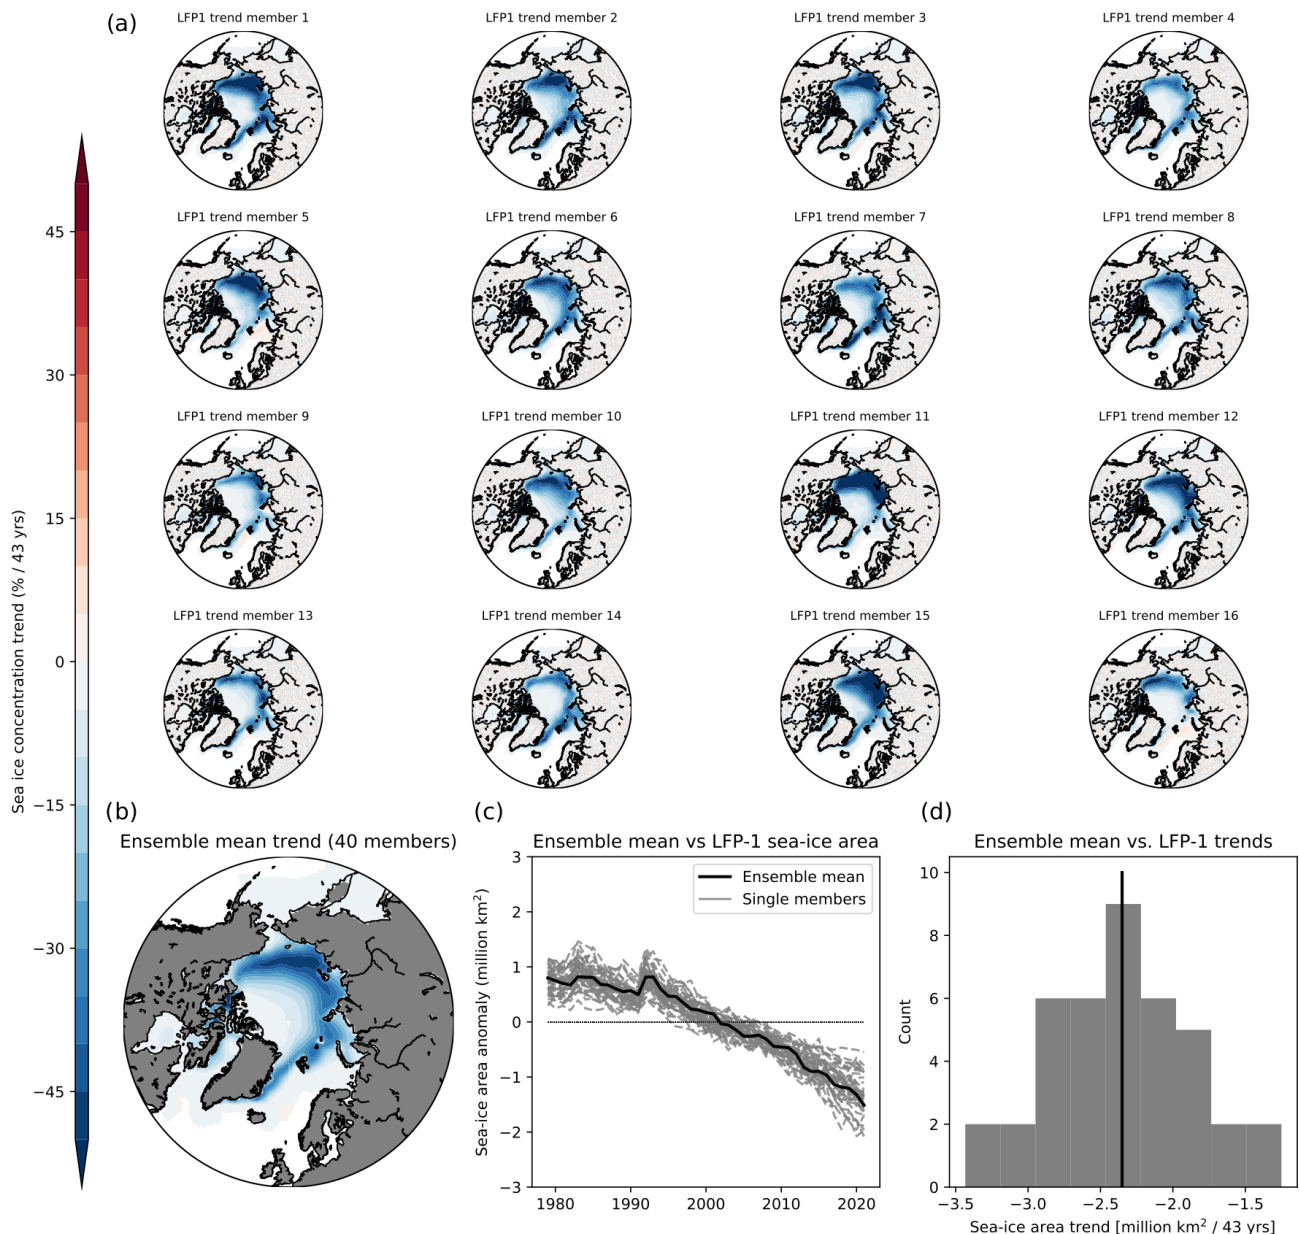 (a)
LFP1 trend member 1
LFP1 trend member 2
LFP1 trend member 3
LFP1 trend member 4
LFP1 trend member 5
LFP1 trend member 6
LFP1 trend member 7
LFP1 trend member 8
LFP1 trend member 9
LFP1 trend member 10
LFP1 trend member 11
LFP1 trend member 12
LFP1 trend member 13
LFP1 trend member 14
LFP1 trend member 15
LFP1 trend member 16
Sea ice concentration trend (% / 43 yrs)
45
30
15
0
−15
−30
−45
(b)
Ensemble mean trend (40 members)
(c)
Ensemble mean vs LFP-1 sea-ice area
Ensemble mean
Single members
Sea-ice area anomaly (million km²)
3
2
1
0
−1
−2
−3
1980
1990
2000
2010
2020
(d)
Ensemble mean vs. LFP-1 trends
Count
10
8
6
4
2
0
−3.5
−3.0
−2.5
−2.0
−1.5
Sea-ice area trend [million km² / 43 yrs]